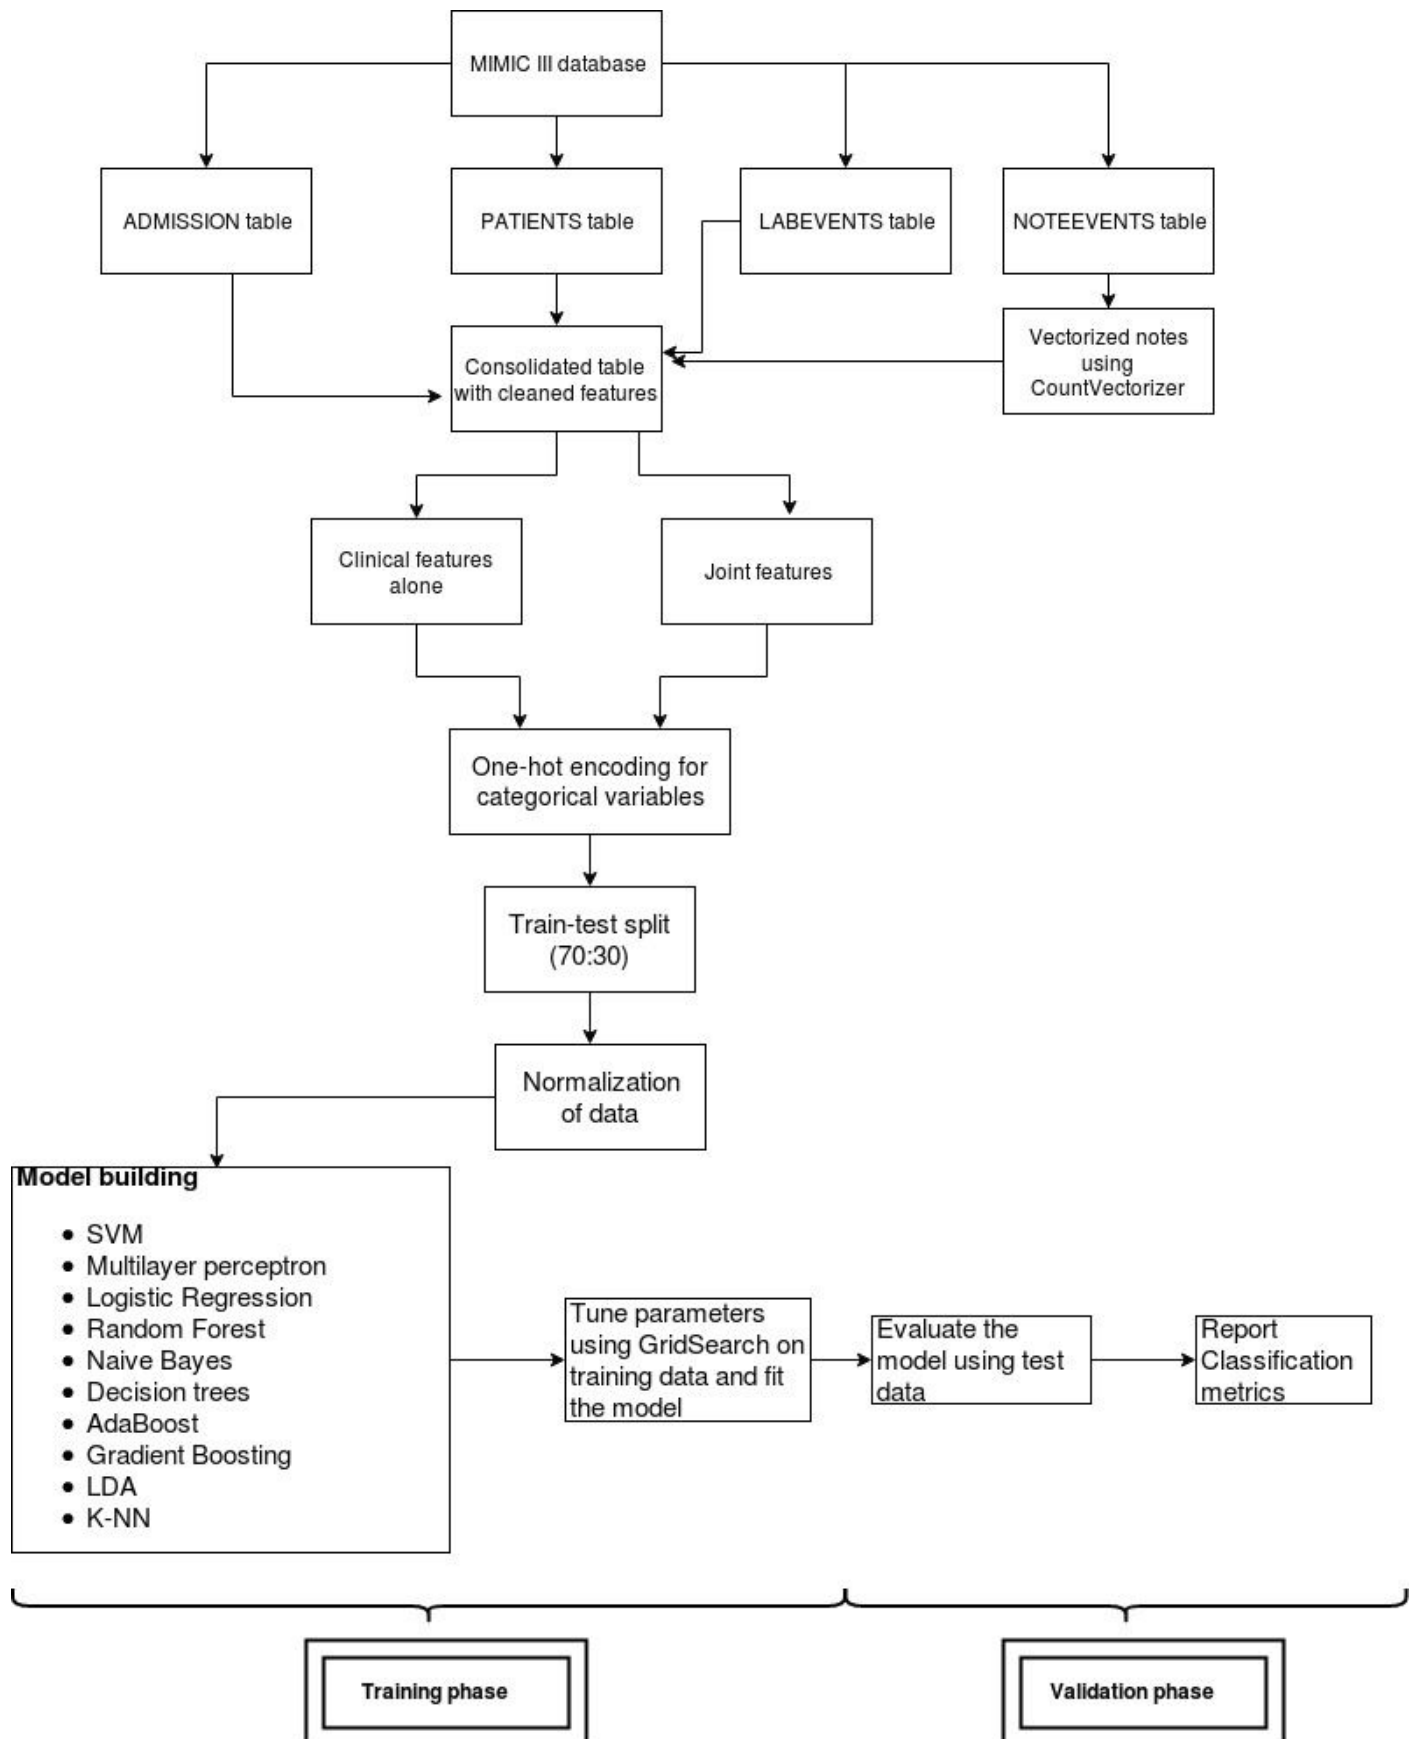 MIMIC III database
ADMISSION table
PATIENTS table
LABEVENTS table
NOTEEVENTS table
Consolidated table
with cleaned features
Vectorized notes
using
CountVectorizer
Clinical features
alone
Joint features
One-hot encoding for
categorical variables
Train-test split
(70:30)
Normalization
of data
Model building
• SVM
• Multilayer perceptron
• Logistic Regression
• Random Forest
• Naive Bayes
• Decision trees
• AdaBoost
• Gradient Boosting
• LDA
• K-NN
Tune parameters
using GridSearch on
training data and fit
the model
Evaluate the
model using test
data
Report
Classification
metrics
Training phase
Validation phase